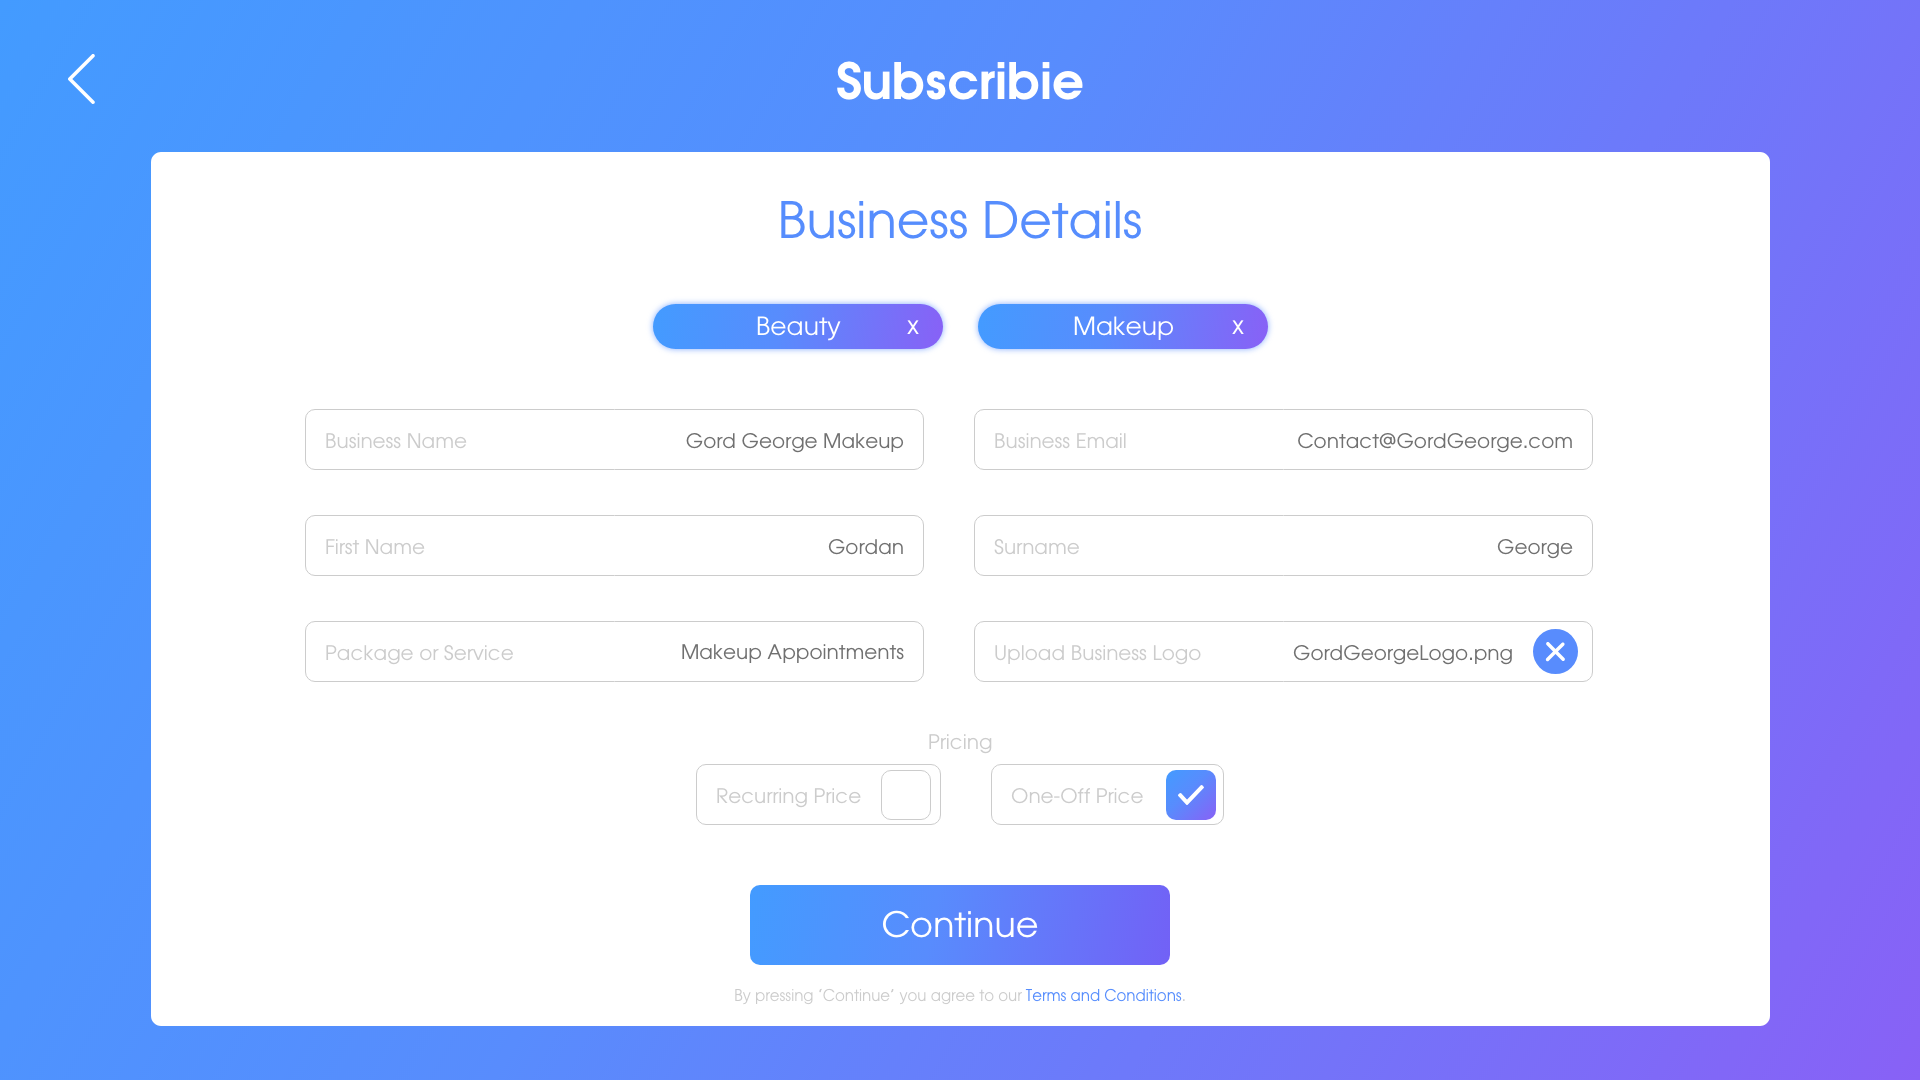 Subscribie
Business Details
Beauty x
Makeup x
Business Name Gord George Makeup
Business Email Contact@GordGeorge.com
First Name Gordan
Surname George
Package or Service Makeup Appointments
Upload Business Logo GordGeorgeLogo.png
Pricing
Recurring Price
One-Off Price
Continue
By pressing "Continue" you agree to our Terms and Conditions.